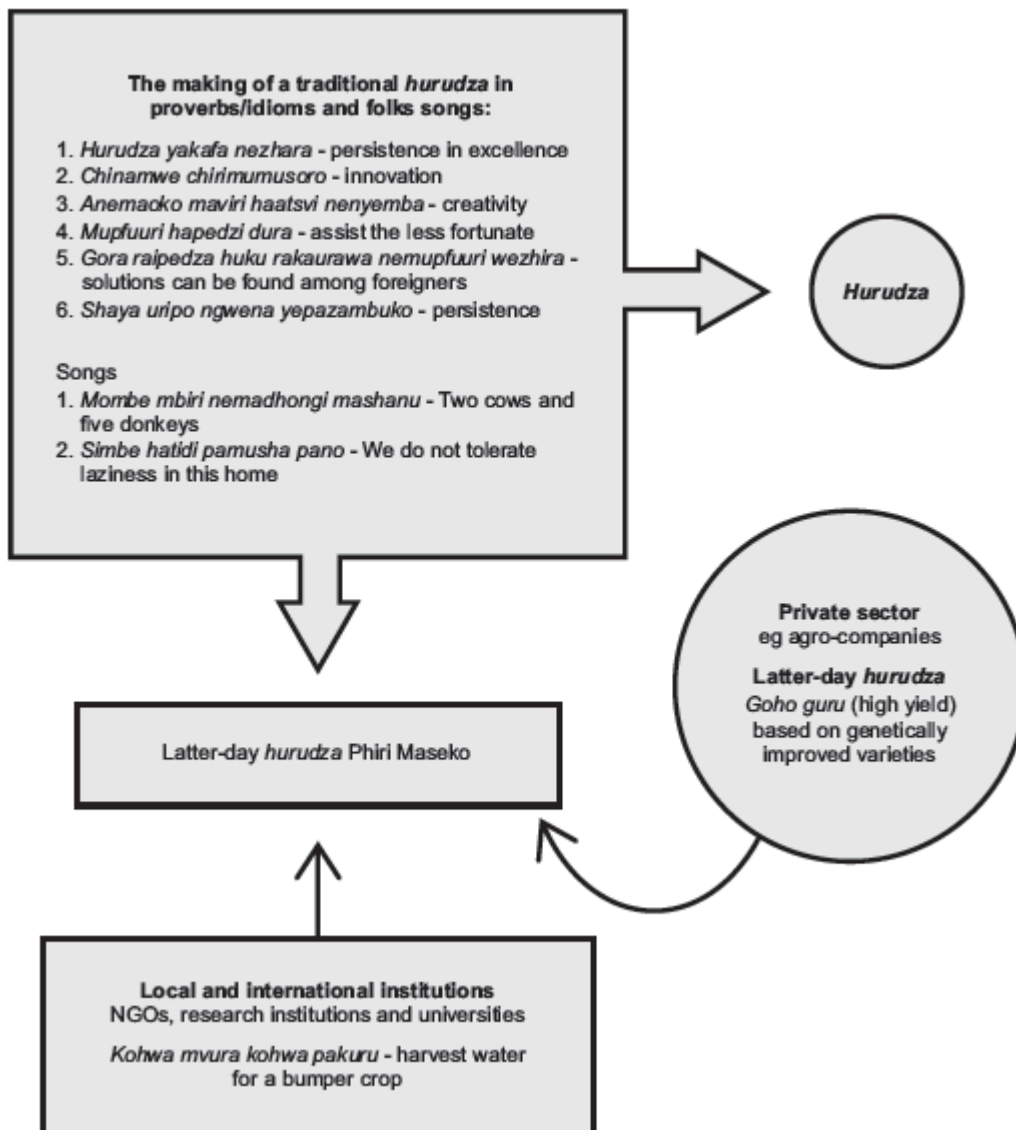 The making of a traditional hurudza in
proverbs/idioms and folks songs:
1. Hurudza yakafa nezhara - persistence in excellence
2. Chinamwe chirimumusoro - innovation
3. Anemaoko maviri haatsvi nenyemba - creativity
4. Mupfuuri hapedzi dura - assist the less fortunate
5. Gora raipedza huku rakaurawa nemupfuuri wezhira -
solutions can be found among foreigners
6. Shaya uripo ngwena yepazambuko - persistence
Songs
1. Mombe mbiri nemadhongi mashanu - Two cows and
five donkeys
2. Simbe hatidi pamusha pano - We do not tolerate
laziness in this home
Hurudza
Private sector
eg agro-companies
Latter-day hurudza
Goho guru (high yield)
based on genetically
improved varieties
Latter-day hurudza Phiri Maseko
Local and international institutions
NGOs, research institutions and universities
Kohwa mvura kohwa pakuru - harvest water
for a bumper crop